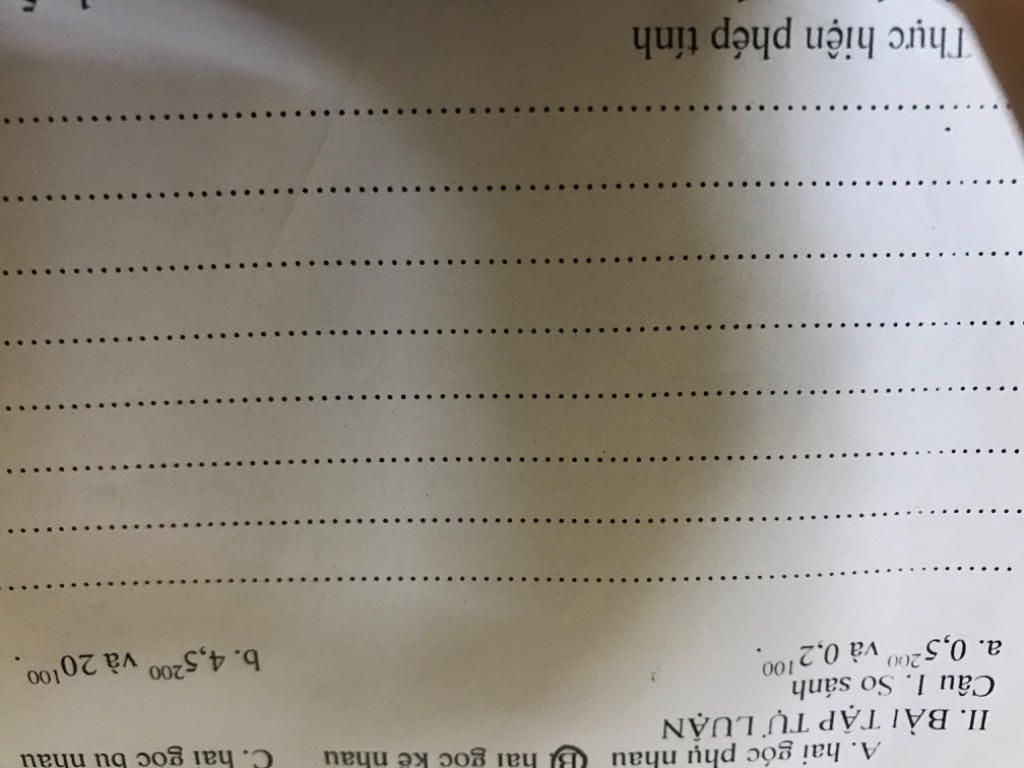 A. hai góc phụ nhau B. hai góc kề nhau C. hai góc bù nhau
II. BÀI TẬP TỰ LUẬN
Câu 1. So sánh
a. 0,5²⁰⁰ và 0,2¹⁰⁰. b. 4,5²⁰⁰ và 20¹⁰⁰.
Thực hiện phép tính